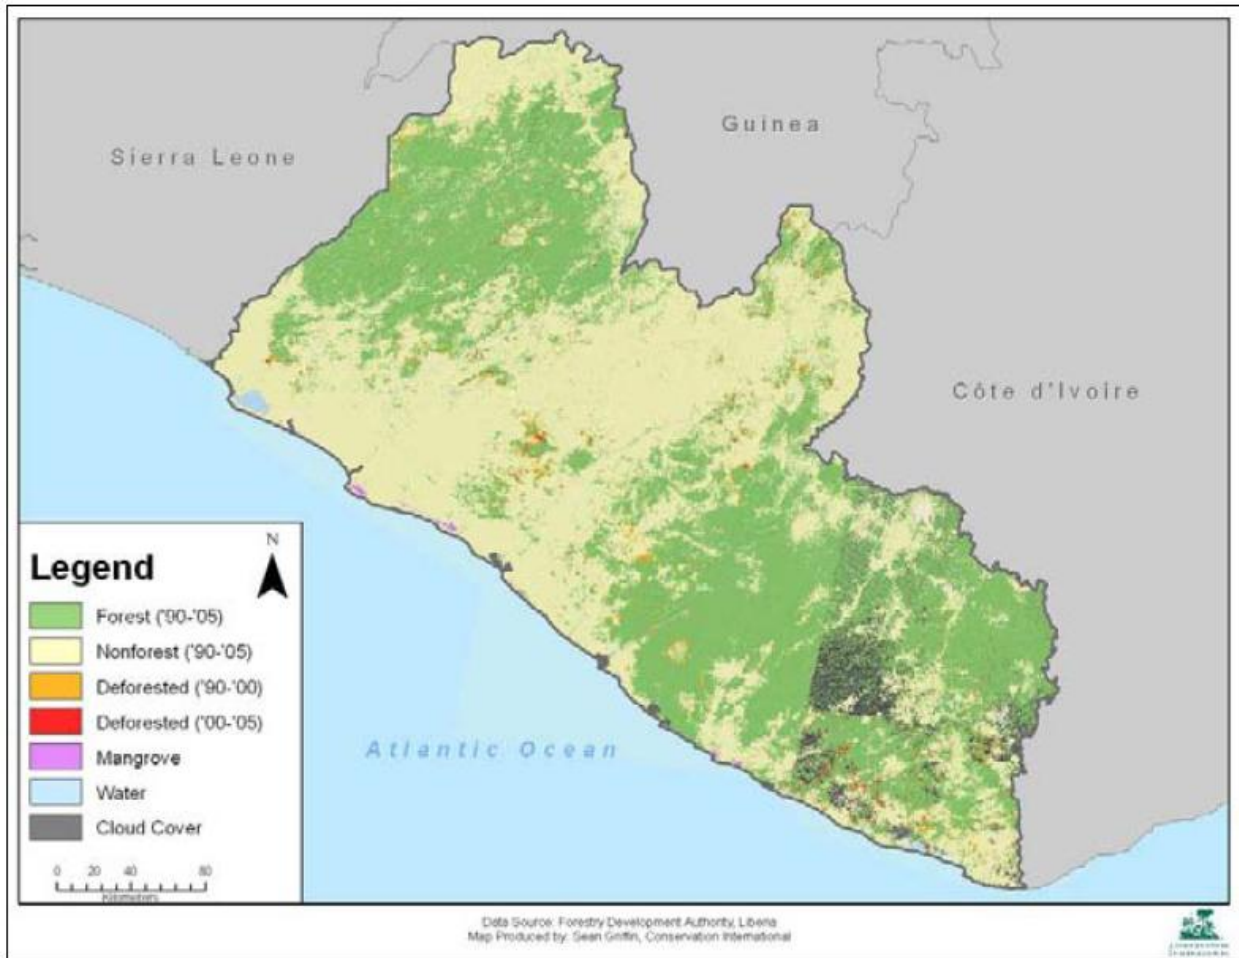 Guinea
Sierra Leone
Côte d'Ivoire
Atlantic Ocean
N
Legend
Forest ('90-'05)
Nonforest ('90-'05)
Deforested ('90-'00)
Deforested ('00-'05)
Mangrove
Water
Cloud Cover
0 20 40 80
Kilometers
Data Source: Forestry Development Authority, Liberia
Map Produced by: Sean Griffin, Conservation International